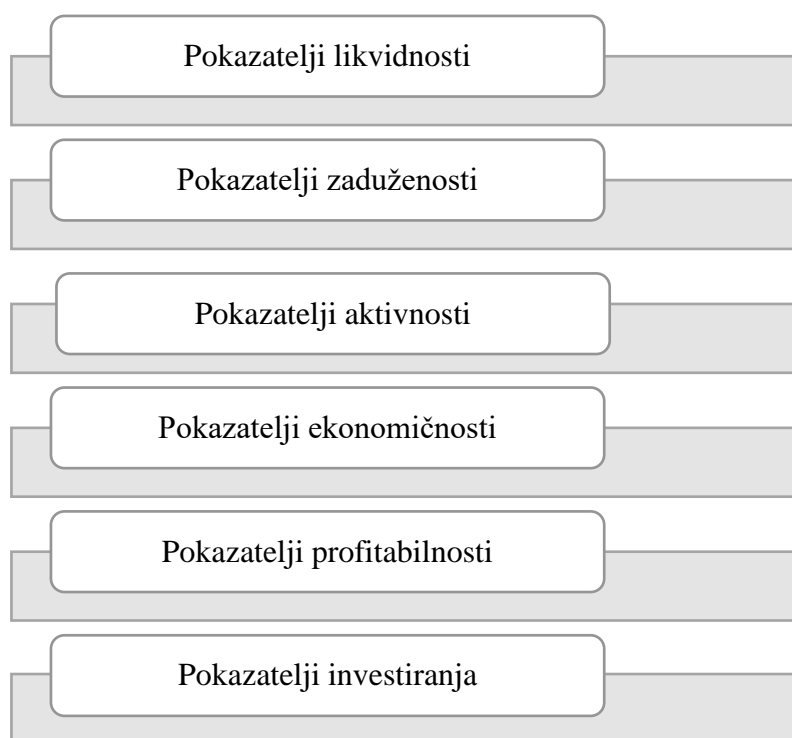 Pokazatelji likvidnosti
Pokazatelji zaduženosti
Pokazatelji aktivnosti
Pokazatelji ekonomičnosti
Pokazatelji profitabilnosti
Pokazatelji investiranja